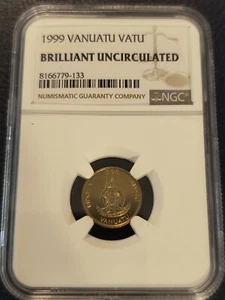 1999 VANUATU VATU
BRILLIANT UNCIRCULATED
8166779-133
NUMISMATIC GUARANTY COMPANY
NGC
VANUATU